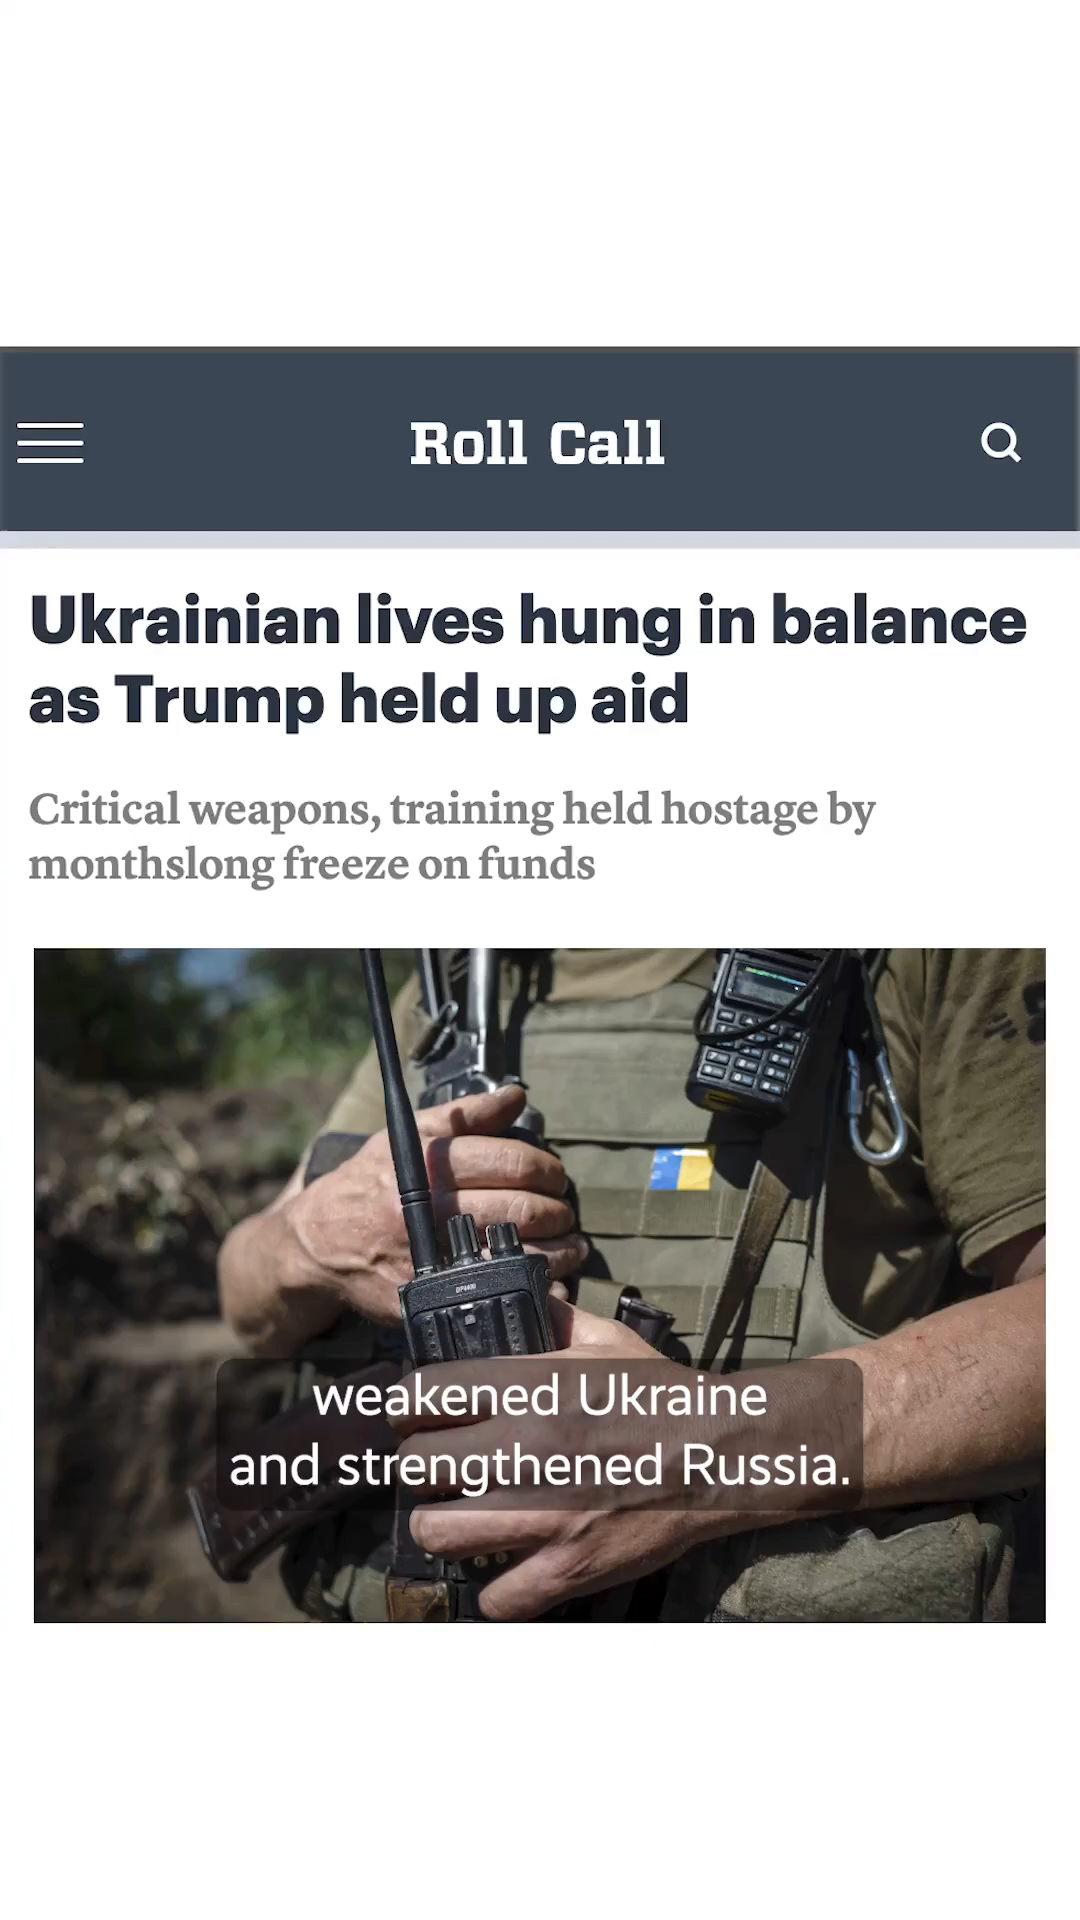 Roll Call
Ukrainian lives hung in balance
as Trump held up aid
Critical weapons, training held hostage by
monthslong freeze on funds
DP4400
weakened Ukraine
and strengthened Russia.